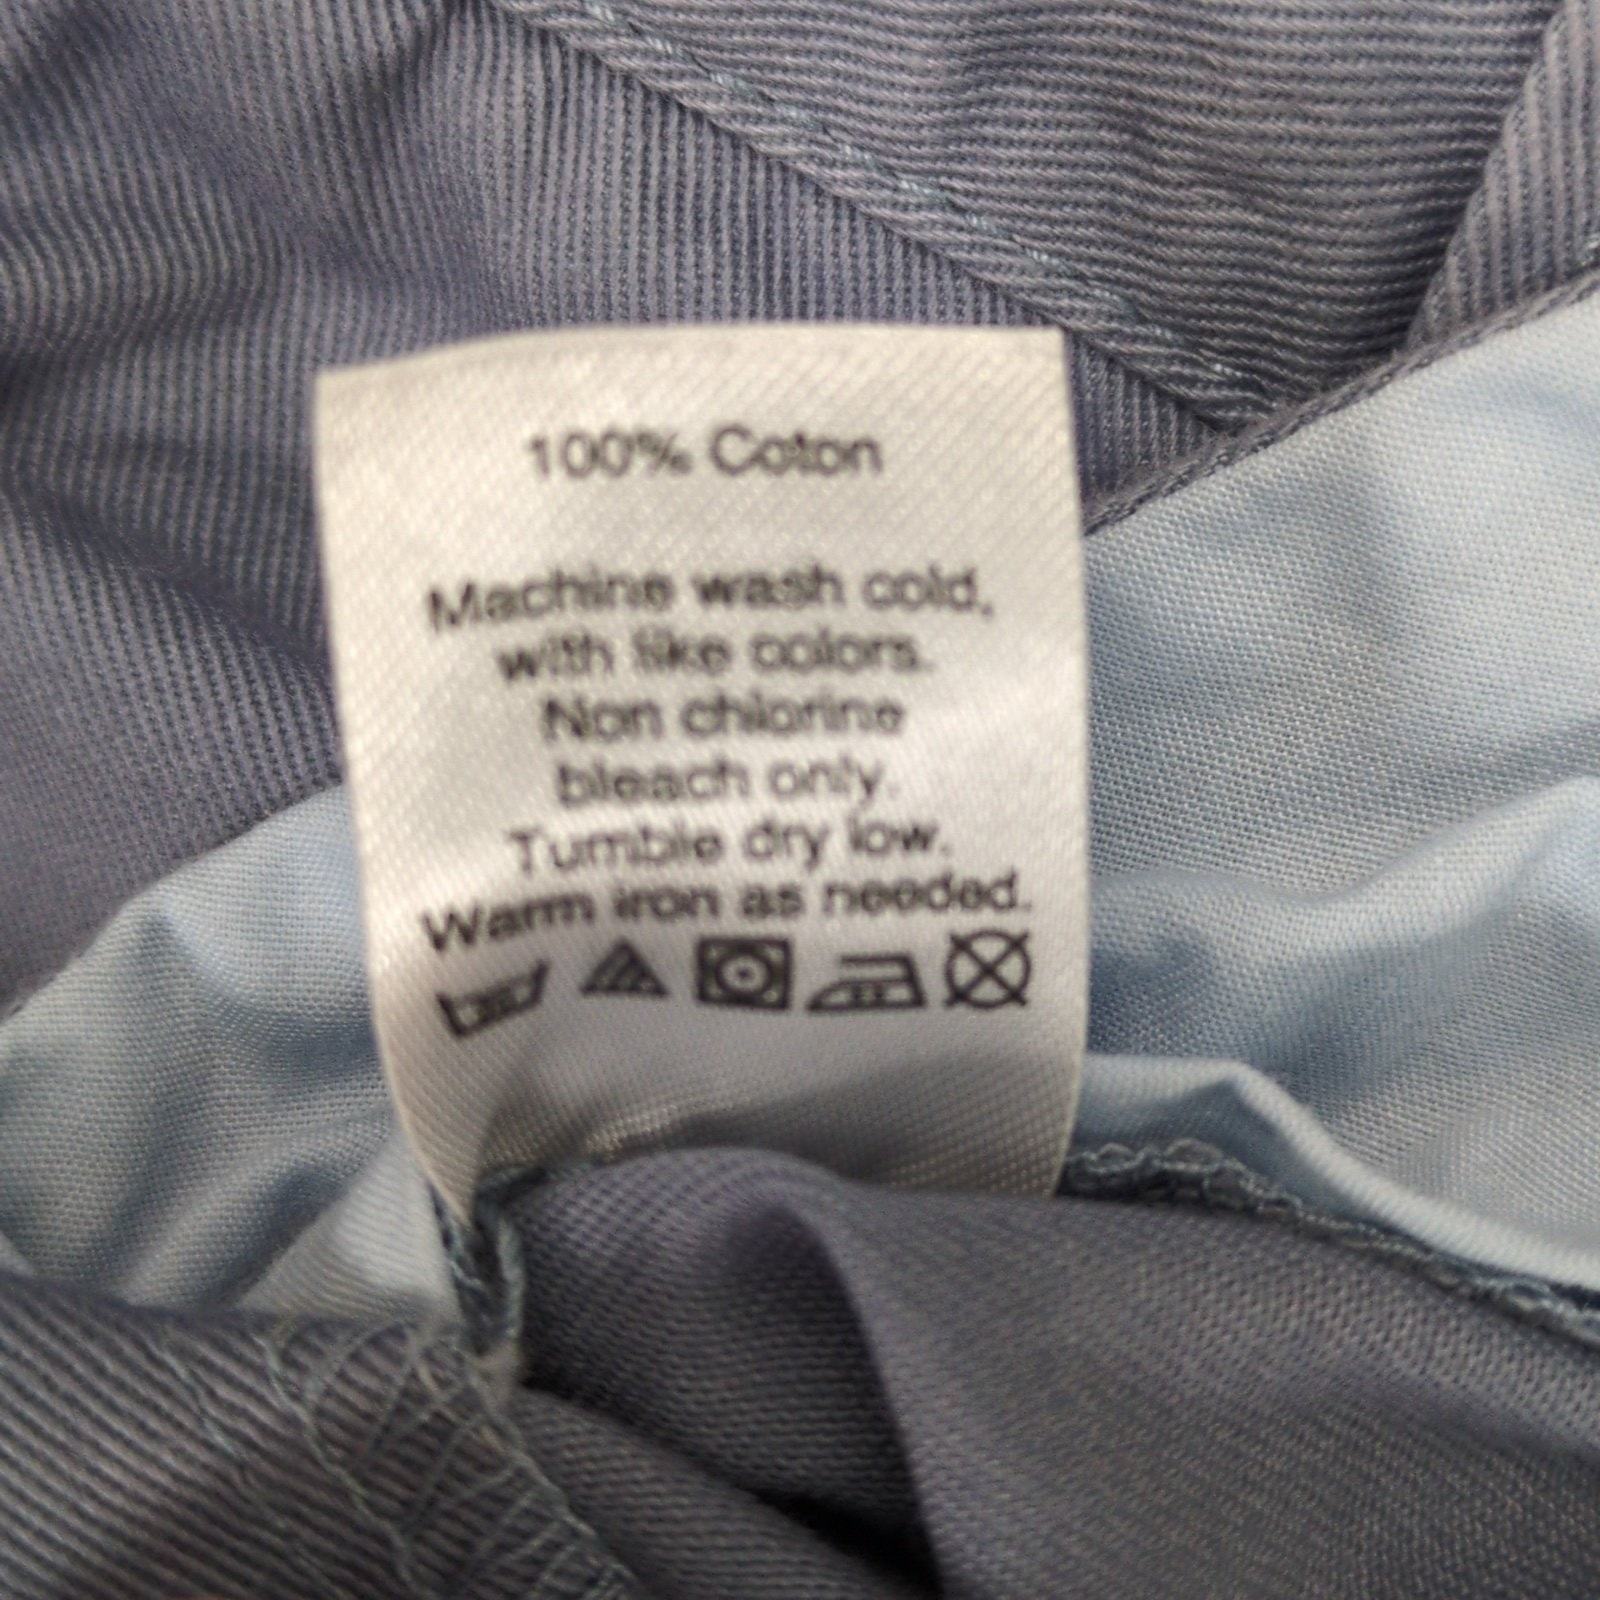 100% Coton
Machine wash cold,
with like colors.
Non chlorine
bleach only.
Tumble dry low.
Warm iron as needed.